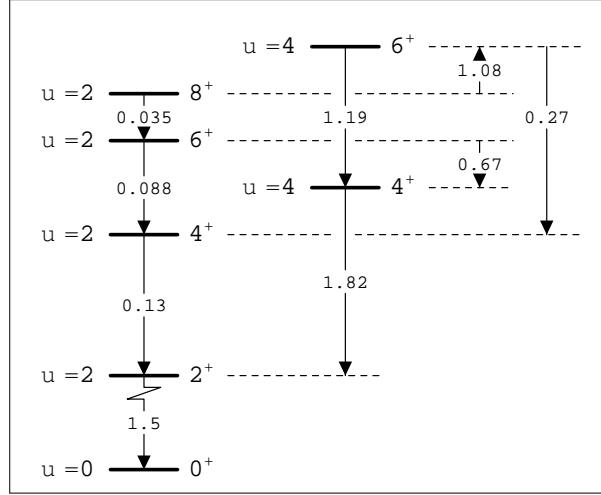 u = 4 6⁺
1.08
u = 2 8⁺
0.035 1.19 0.27
u = 2 6⁺
0.67
0.088 u = 4 4⁺
u = 2 4⁺
1.82
0.13
u = 2 2⁺
1.5
u = 0 0⁺